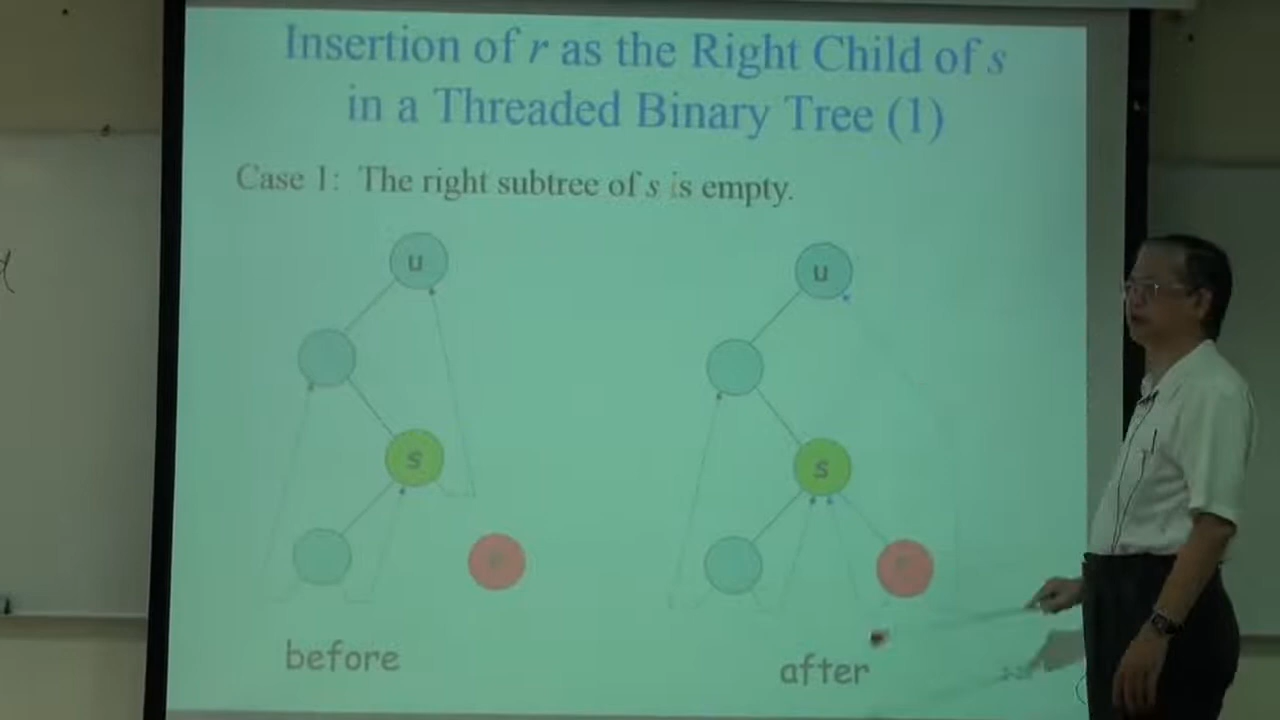 Insertion of r as the Right Child of s
in a Threaded Binary Tree (1)
Case 1: The right subtree of s is empty.
u
u
s
s
before
after